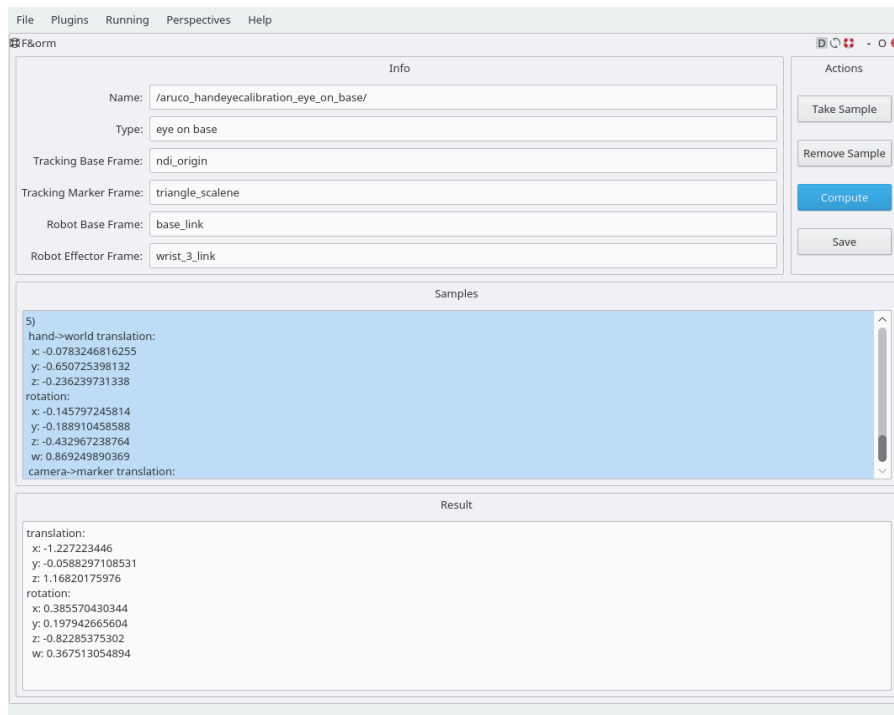 File Plugins Running Perspectives Help
F&orm D - O
Info
Name: /aruco_handeyecalibration_eye_on_base/
Type: eye on base
Tracking Base Frame: ndi_origin
Tracking Marker Frame: triangle_scalene
Robot Base Frame: base_link
Robot Effector Frame: wrist_3_link
Actions
Take Sample
Remove Sample
Compute
Save
Samples
5)
hand->world translation:
x: -0.0783246816255
y: -0.650725398132
z: -0.236239731338
rotation:
x: -0.145797245814
y: -0.188910458588
z: -0.432967238764
w: 0.869249890369
camera->marker translation:
Result
translation:
x: -1.227223446
y: -0.0588297108531
z: 1.16820175976
rotation:
x: 0.385570430344
y: 0.197942665604
z: -0.82285375302
w: 0.367513054894